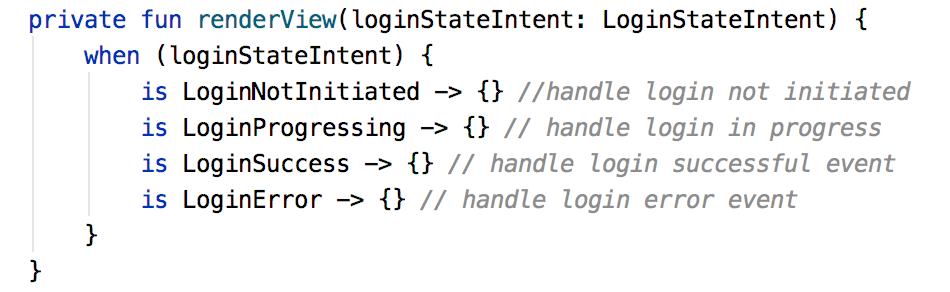 private fun renderView(loginStateIntent: LoginStateIntent) {
    when (loginStateIntent) {
        is LoginNotInitiated -> {} //handle login not initiated
        is LoginProgressing -> {} // handle login in progress
        is LoginSuccess -> {} // handle login successful event
        is LoginError -> {} // handle login error event
    }
}